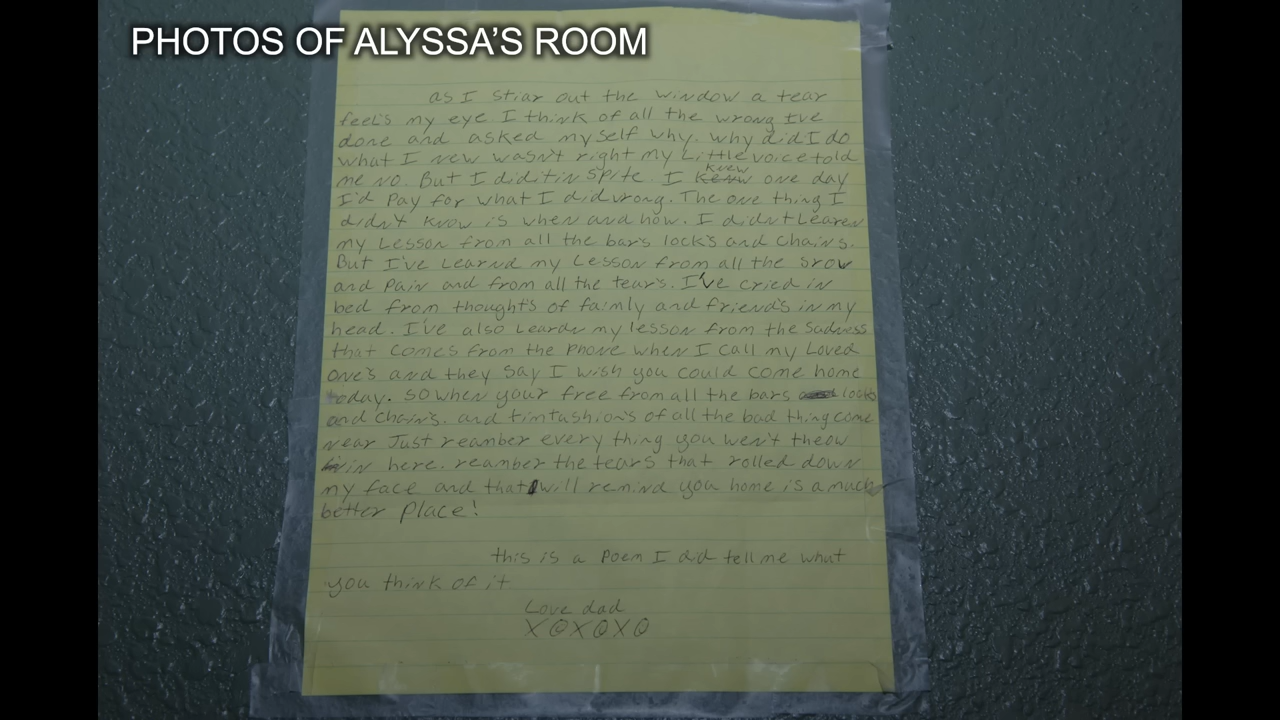 PHOTOS OF ALYSSA'S ROOM
as I stiar out the window a tear
feel's my eye I think of all the wrong I've
done and asked myself why. why did I do
what I new wasn't right my Little voice told
me no. But I did it in spite. I knew one day
I'd Pay for what I did wrong. The one thing I
didn't know is when and how. I didn't Learen
my Lesson from all the bar's lock's and chains.
But I've Learnd my Lesson from all the srow
and pain and from all the tear's. I've cried in
bed from thought's of faimly and friend's in my
head. I've also Leardn my lesson from the Sadness
that comes from the phone when I call my Loved
one's and they say I wish you could come home
today. so when your free from all the bars locks
and chain's. and timtashion's of all the bad thing come
near Just reamber every thing you wen't theow
in here. reamber the tears that rolled down
my face and that will remind you home is a much
better place!
this is a Poem I did tell me what
you think of it
Love dad
XOXOXO